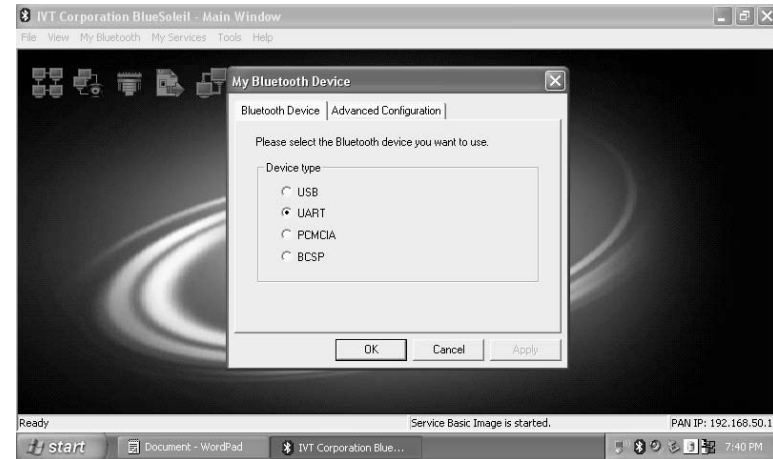 IVT Corporation BlueSoleil - Main Window
File View My Bluetooth My Services Tools Help
My Bluetooth Device
Bluetooth Device Advanced Configuration
Please select the Bluetooth device you want to use.
Device type
USB
UART
PCMCIA
BCSP
OK Cancel Apply
Ready Service Basic Image is started. PAN IP: 192.168.50.1
start Document - WordPad IVT Corporation Blue... 7:40 PM